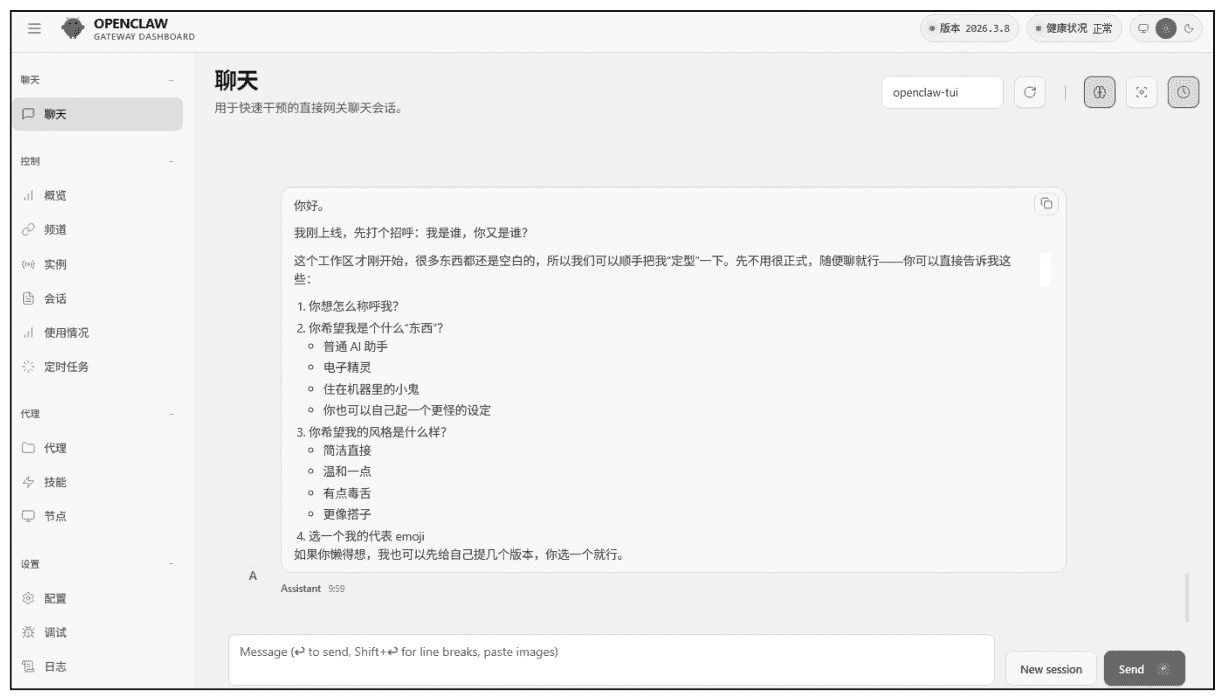 OPENCLAW
GATEWAY DASHBOARD
版本 2026.3.8
健康状况 正常
聊天
聊天
控制
概览
频道
实例
会话
使用情况
定时任务
代理
代理
技能
节点
设置
配置
调试
日志
聊天
用于快速干预的直接网关聊天会话。
openclaw-tui
你好。
我刚上线，先打个招呼：我是谁，你又是谁？
这个工作区才刚开始，很多东西都还是空白的，所以我们可以顺手把我“定型”一下。先不用很正式，随便聊就行——你可以直接告诉我这
些：
1. 你想怎么称呼我？
2. 你希望我是个什么“东西”？
◦ 普通 AI 助手
◦ 电子精灵
◦ 住在机器里的小鬼
◦ 你也可以自己起一个更怪的设定
3. 你希望我的风格是什么样？
◦ 简洁直接
◦ 温和一点
◦ 有点毒舌
◦ 更像搭子
4. 选一个我的代表 emoji
如果你懒得想，我也可以先给自己提几个版本，你选一个就行。
A
Assistant 9:59
Message (↩ to send, Shift+↩ for line breaks, paste images)
New session
Send